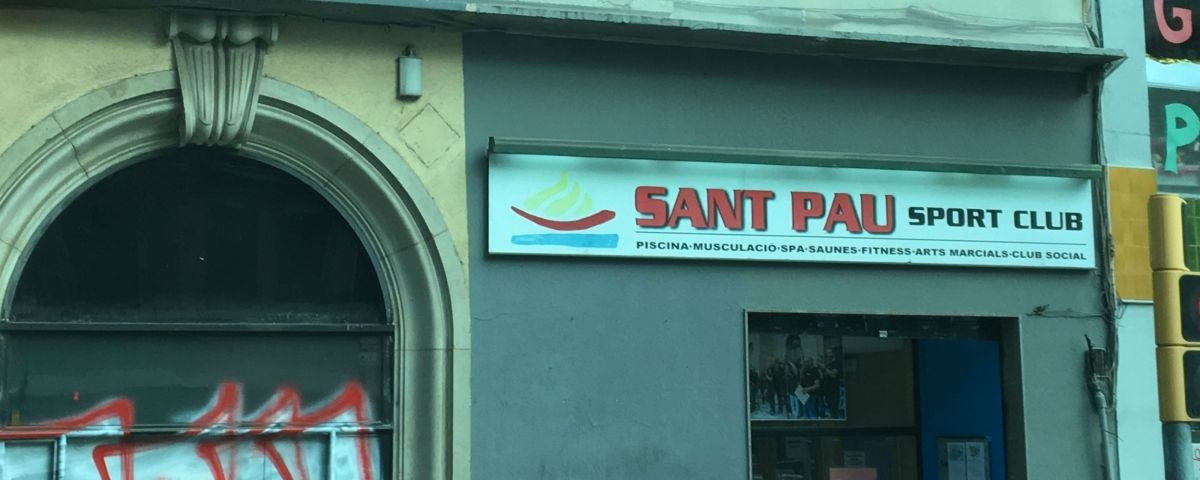 SANT PAU SPORT CLUB
PISCINA·MUSCULACIÓ·SPA·SAUNES·FITNESS·ARTS MARCIALS·CLUB SOCIAL
G
P